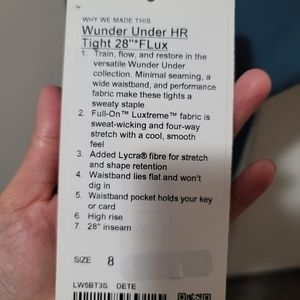 WHY WE MADE THIS
Wunder Under HR
Tight 28"*FLux
1. Train, flow, and restore in the
versatile Wunder Under
collection. Minimal seaming, a
wide waistband, and performance
fabric make these tights a
sweaty staple
2. Full-On™ Luxtreme™ fabric is
sweat-wicking and four-way
stretch with a cool, smooth
feel
3. Added Lycra® fibre for stretch
and shape retention
4. Waistband lies flat and won't
dig in
5. Waistband pocket holds your key
or card
6. High rise
7. 28" inseam
SIZE 8
LW5BT3S DETE